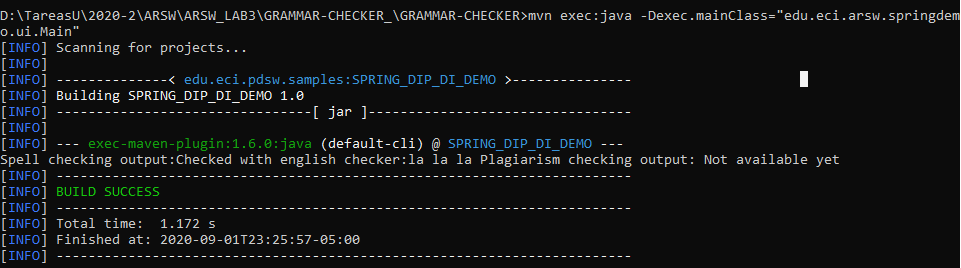 D:\TareasU\2020-2\ARSW\ARSW_LAB3\GRAMMAR-CHECKER_\GRAMMAR-CHECKER>mvn exec:java -Dexec.mainClass="edu.eci.arsw.springdem
o.ui.Main"
[INFO] Scanning for projects...
[INFO]
[INFO] --------------< edu.eci.pdsw.samples:SPRING_DIP_DI_DEMO >---------------
[INFO] Building SPRING_DIP_DI_DEMO 1.0
[INFO] --------------------------------[ jar ]---------------------------------
[INFO]
[INFO] --- exec-maven-plugin:1.6.0:java (default-cli) @ SPRING_DIP_DI_DEMO ---
Spell checking output:Checked with english checker:la la la Plagiarism checking output: Not available yet
[INFO] ------------------------------------------------------------------------
[INFO] BUILD SUCCESS
[INFO] ------------------------------------------------------------------------
[INFO] Total time:  1.172 s
[INFO] Finished at: 2020-09-01T23:25:57-05:00
[INFO] ------------------------------------------------------------------------